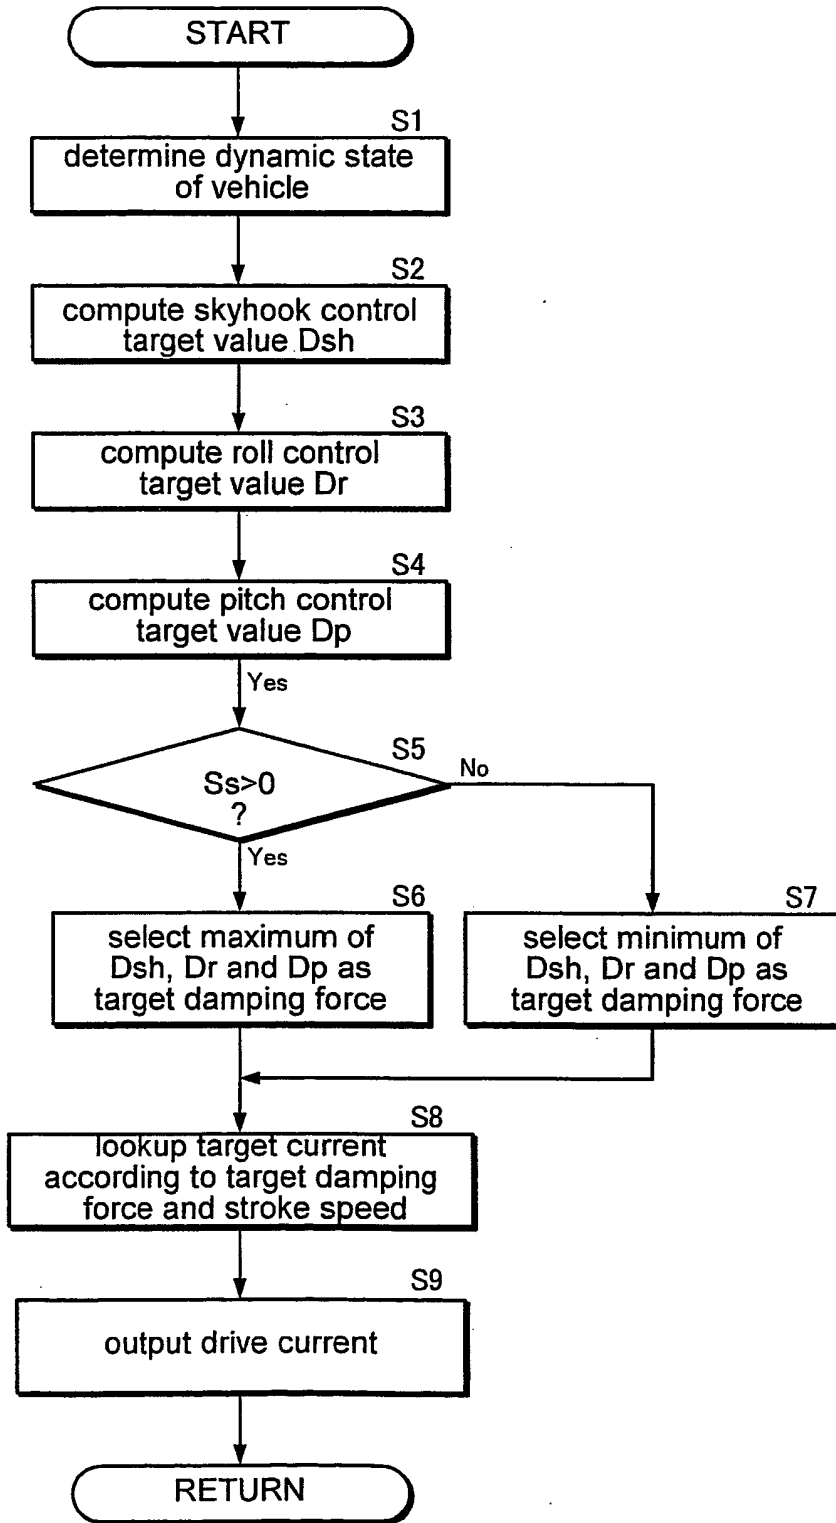 START
S1
determine dynamic state
of vehicle
S2
compute skyhook control
target value Dsh
S3
compute roll control
target value Dr
S4
compute pitch control
target value Dp
Yes
S5
Ss>0
?
No
Yes
S6
select maximum of
Dsh, Dr and Dp as
target damping force
S7
select minimum of
Dsh, Dr and Dp as
target damping force
S8
lookup target current
according to target damping
force and stroke speed
S9
output drive current
RETURN